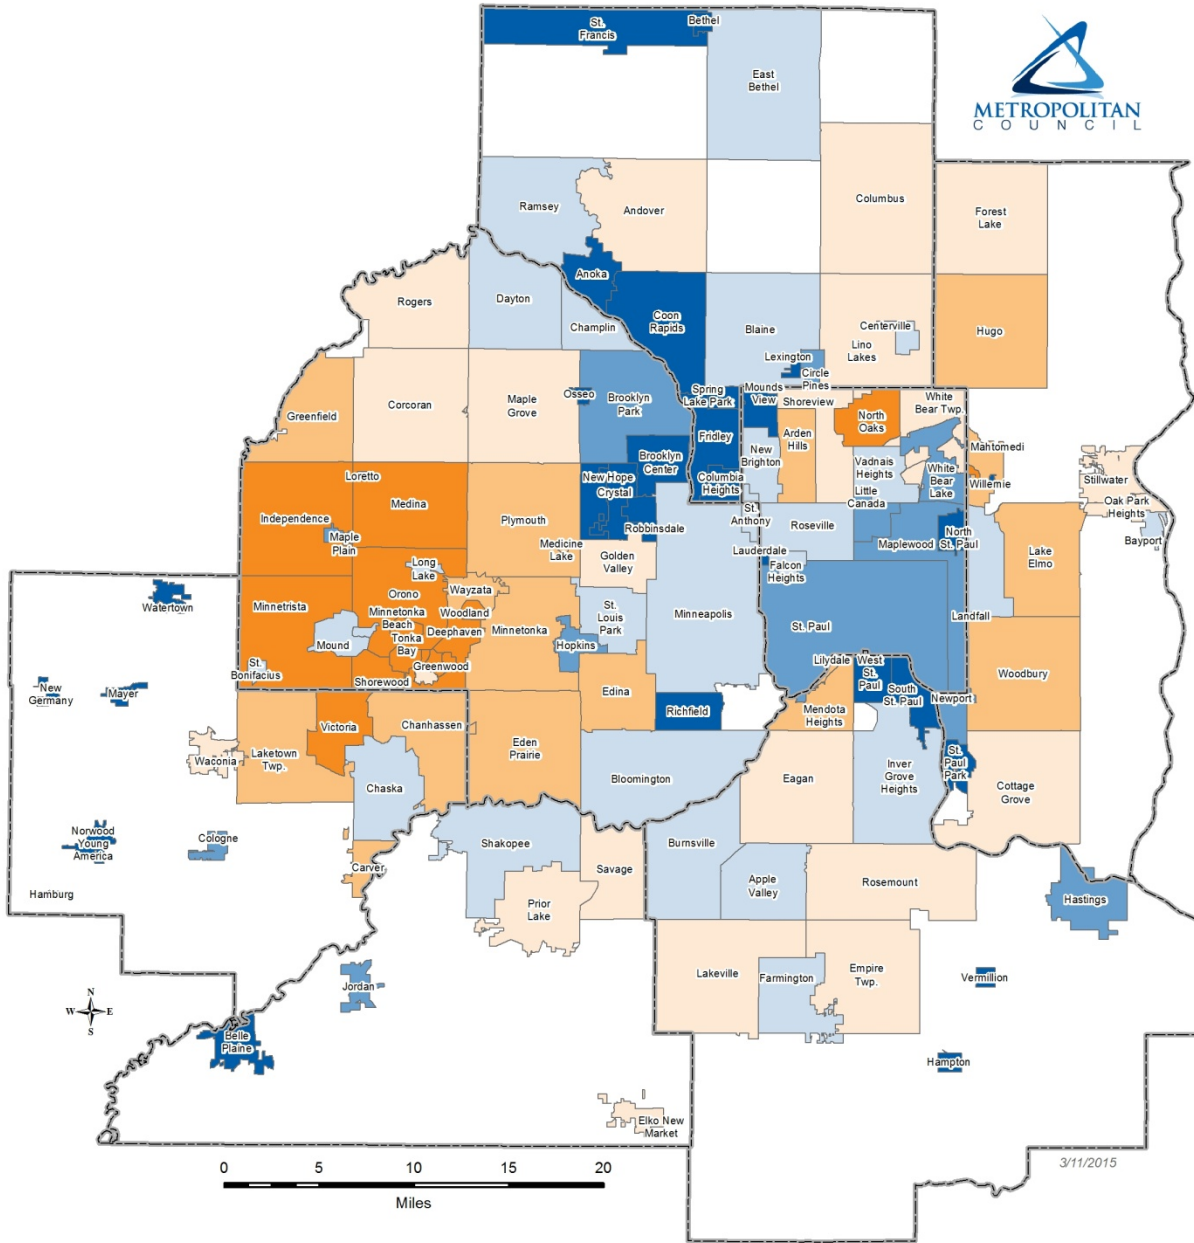 St.
Francis
Bethel
East
Bethel
METROPOLITAN
COUNCIL
Ramsey
Andover
Columbus
Forest
Lake
Anoka
Rogers
Dayton
Coon
Rapids
Champlin
Blaine
Centerville
Lino
Lakes
Hugo
Lexington
Circle
Pines
Greenfield
Corcoran
Maple
Grove
Osseo
Brooklyn
Park
Spring
Lake Park
Mounds
View
Shoreview
White
Bear Twp.
North
Oaks
Fridley
Arden
Hills
New
Brighton
Mahtomedi
Brooklyn
Center
Vadnais
Heights
White
Bear
Lake
Willernie
Stillwater
Oak Park
Heights
Loretto
Medina
New Hope
Crystal
Columbia
Heights
Little
Canada
Independence
Plymouth
Robbinsdale
St.
Anthony
Roseville
North
St. Paul
Bayport
Maple
Plain
Medicine
Lake
Golden
Valley
Lauderdale
Falcon
Heights
Maplewood
Lake
Elmo
Long
Lake
Orono
Wayzata
Watertown
Minnetrista
Minnetonka
Beach
Woodland
St.
Louis
Park
Minneapolis
Landfall
Mound
Tonka
Bay
Deephaven
Minnetonka
Hopkins
St. Paul
St.
Bonifacius
Greenwood
Shorewood
Lilydale
West
St.
Paul
South
St. Paul
Newport
Woodbury
New
Germany
Mayer
Edina
Richfield
Mendota
Heights
Victoria
Chanhassen
Waconia
Laketown
Twp.
Eden
Prairie
Bloomington
Eagan
Inver
Grove
Heights
St.
Paul
Park
Cottage
Grove
Chaska
Norwood
Young
America
Cologne
Shakopee
Burnsville
Carver
Savage
Apple
Valley
Rosemount
Hamburg
Prior
Lake
Hastings
Lakeville
Farmington
Empire
Twp.
Vermillion
Jordan
N
W
E
S
Belle
Plaine
Hampton
Elko New
Market
3/11/2015
0 5 10 15 20
Miles